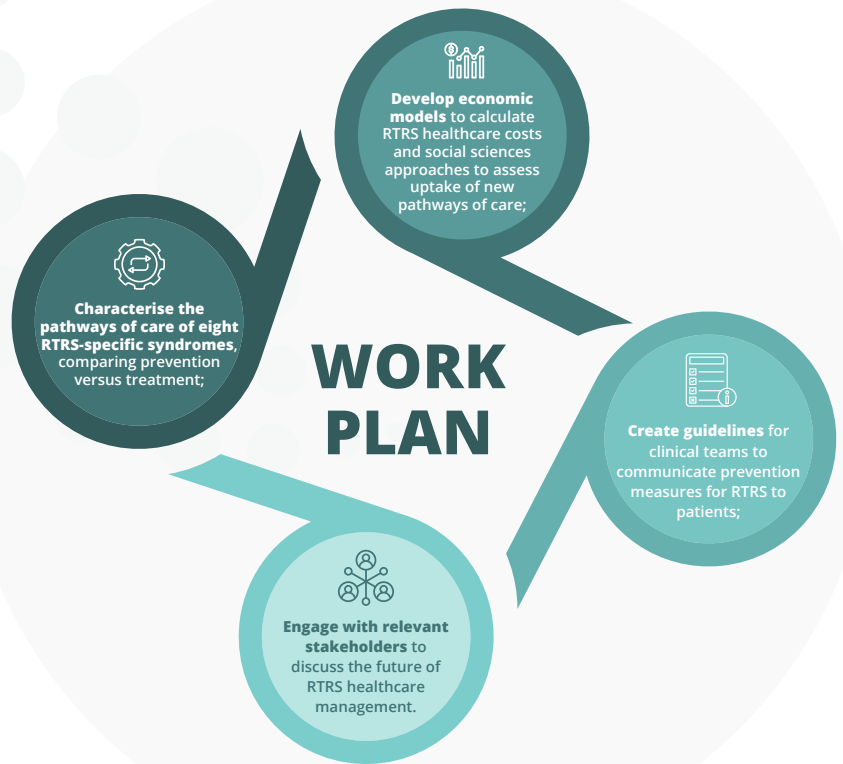 WORK
PLAN
Characterise the
pathways of care of eight
RTRS-specific syndromes,
comparing prevention
versus treatment;
Develop economic
models to calculate
RTRS healthcare costs
and social sciences
approaches to assess
uptake of new
pathways of care;
Create guidelines for
clinical teams to
communicate prevention
measures for RTRS to
patients;
Engage with relevant
stakeholders to
discuss the future of
RTRS healthcare
management.